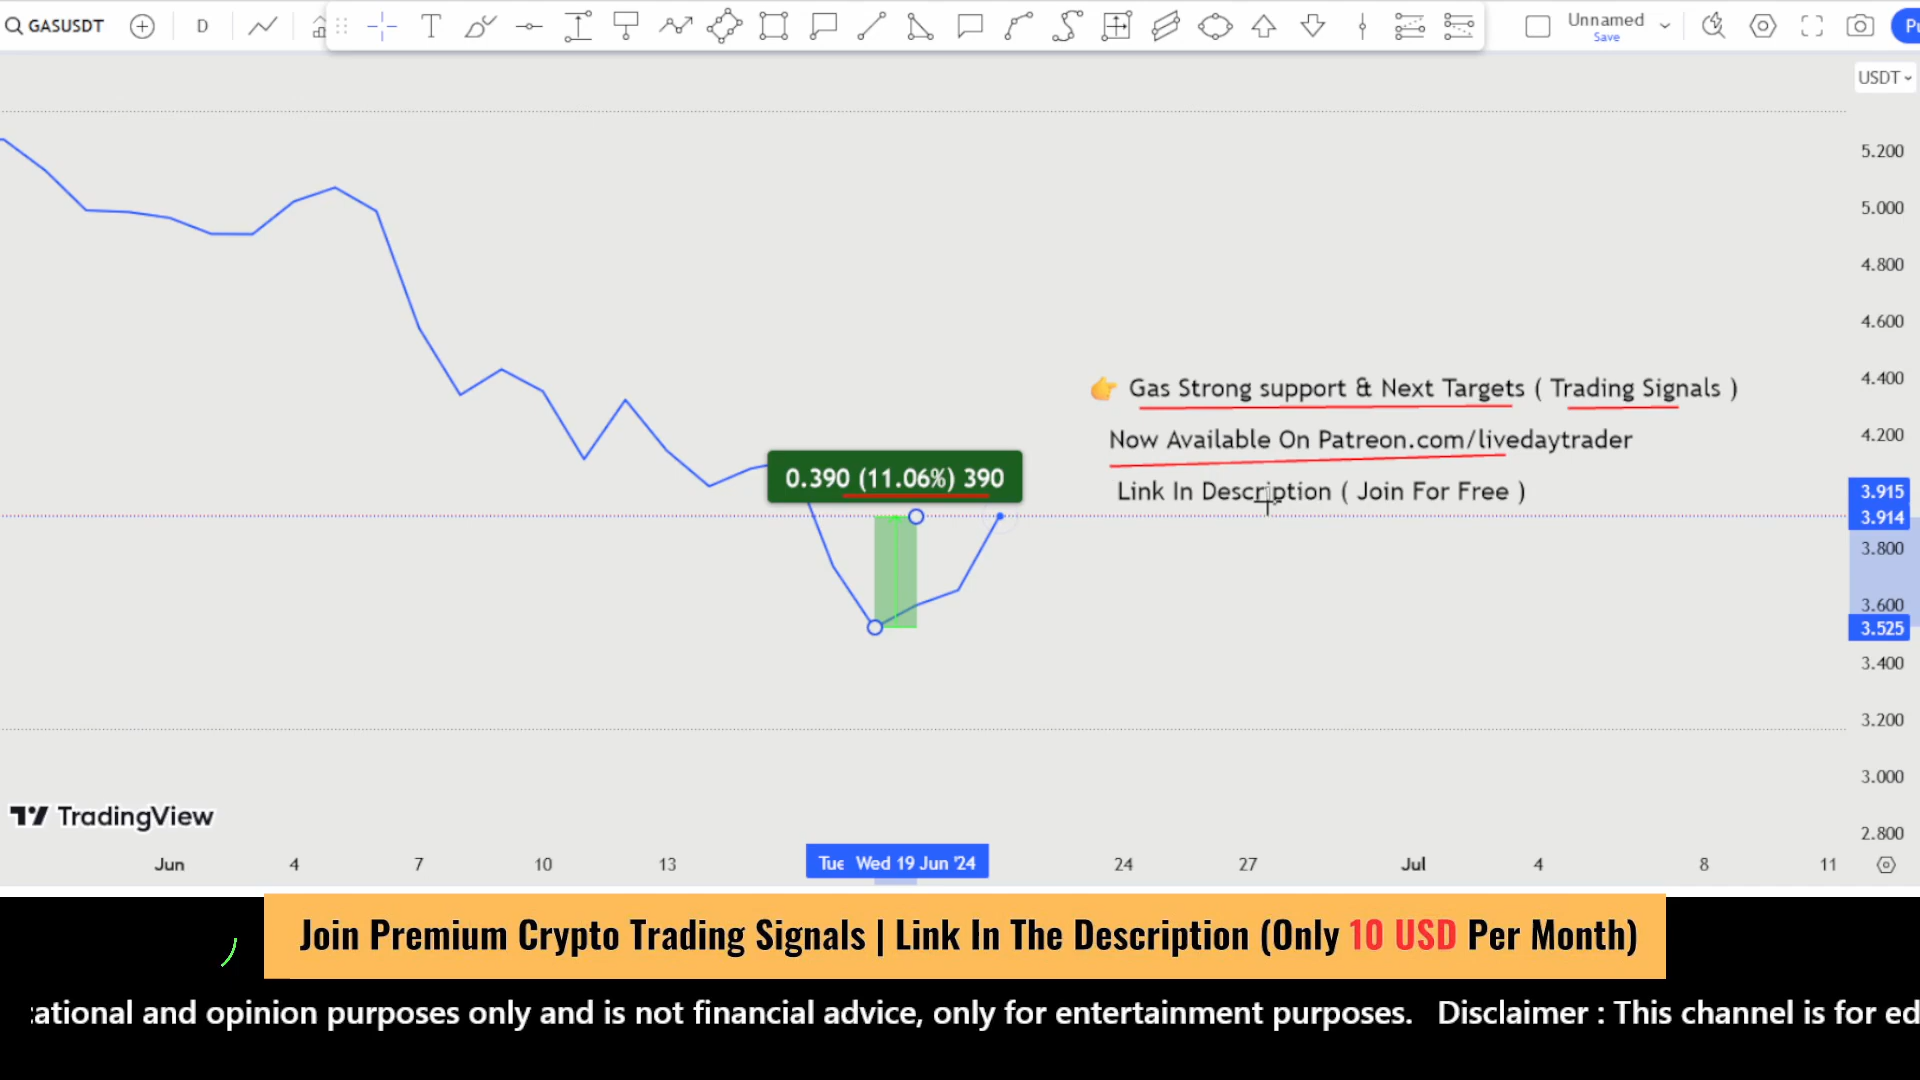 GASUSDT
D
T
Unnamed
Save
Pu
USDT
5.200
5.000
4.800
4.600
4.400
👉 Gas Strong support & Next Targets ( Trading Signals )
4.200
Now Available On Patreon.com/livedaytrader
0.390 (11.06%) 390
Link In Description ( Join For Free )
3.915
3.914
3.800
3.600
3.525
3.400
3.200
3.000
2.800
TradingView
Jun 4 7 10 13 Tue Wed 19 Jun '24 24 27 Jul 4 8 11
Join Premium Crypto Trading Signals | Link In The Description (Only 10 USD Per Month)
cational and opinion purposes only and is not financial advice, only for entertainment purposes. Disclaimer : This channel is for ed